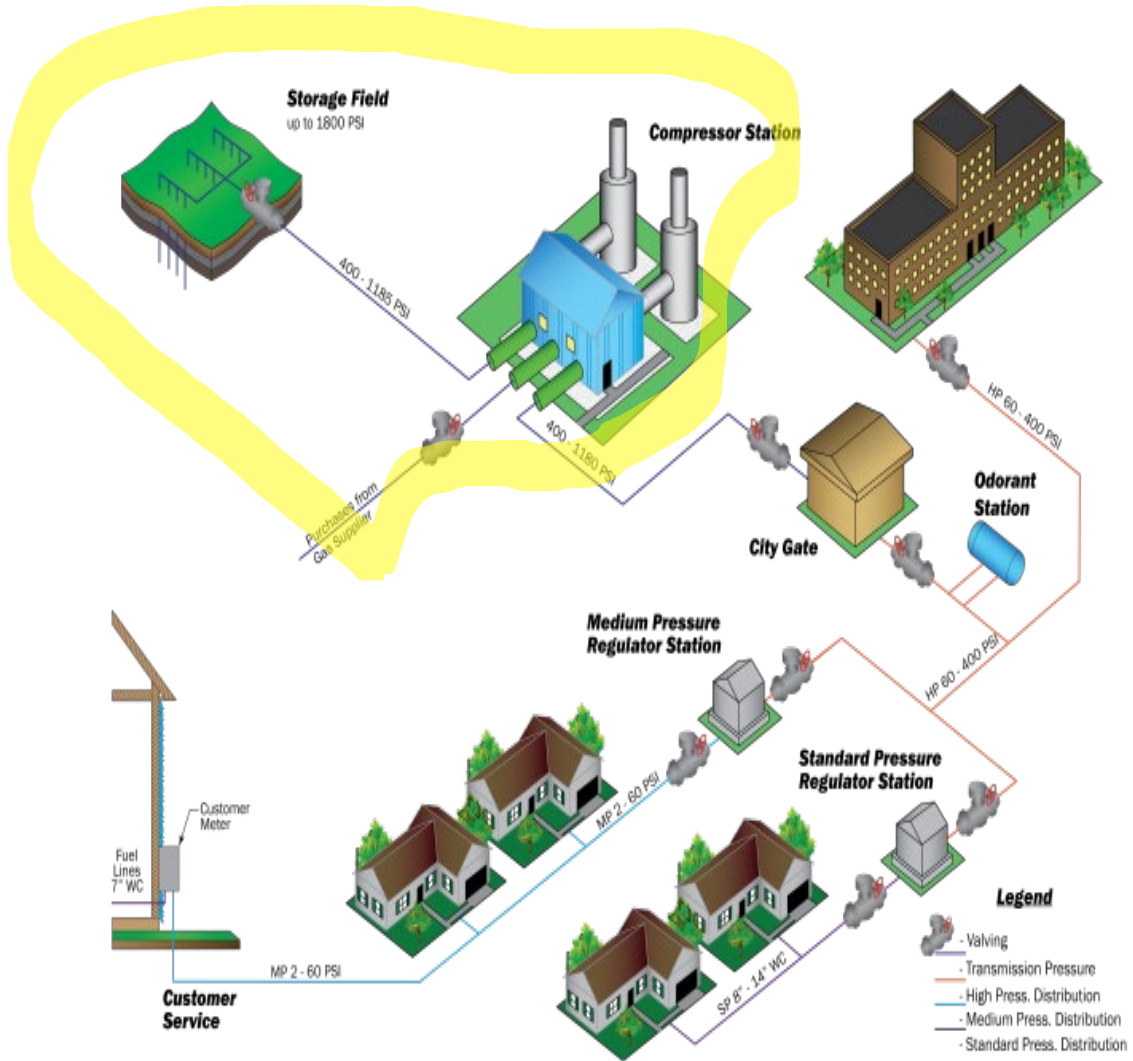 Storage Field
up to 1800 PSI
Compressor Station
400 - 1185 PSI
400 - 1180 PSI
Purchases from
Gas Supplier
HP 60 - 400 PSI
Odorant
Station
City Gate
HP 60 - 400 PSI
Medium Pressure
Regulator Station
Standard Pressure
Regulator Station
MP 2 - 60 PSI
Customer
Meter
Fuel
Lines
7" WC
MP 2 - 60 PSI
SP 8" - 14" WC
Customer
Service
Legend
- Valving
- Transmission Pressure
- High Press. Distribution
- Medium Press. Distribution
- Standard Press. Distribution